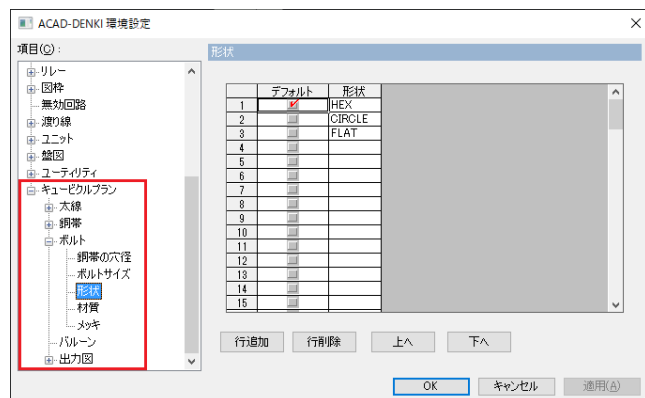 ACAD-DENKI 環境設定
項目(C):
リレー
図枠
無効回路
渡り線
ユニット
盤図
ユーティリティ
キュービクルプラン
太線
銅帯
ボルト
銅帯の穴径
ボルトサイズ
形状
材質
メッキ
バルーン
出力図
形状
デフォルト 形状
1 HEX
2 CIRCLE
3 FLAT
4
5
6
7
8
9
10
11
12
13
14
15
行追加 行削除 上へ 下へ
OK キャンセル 適用(A)